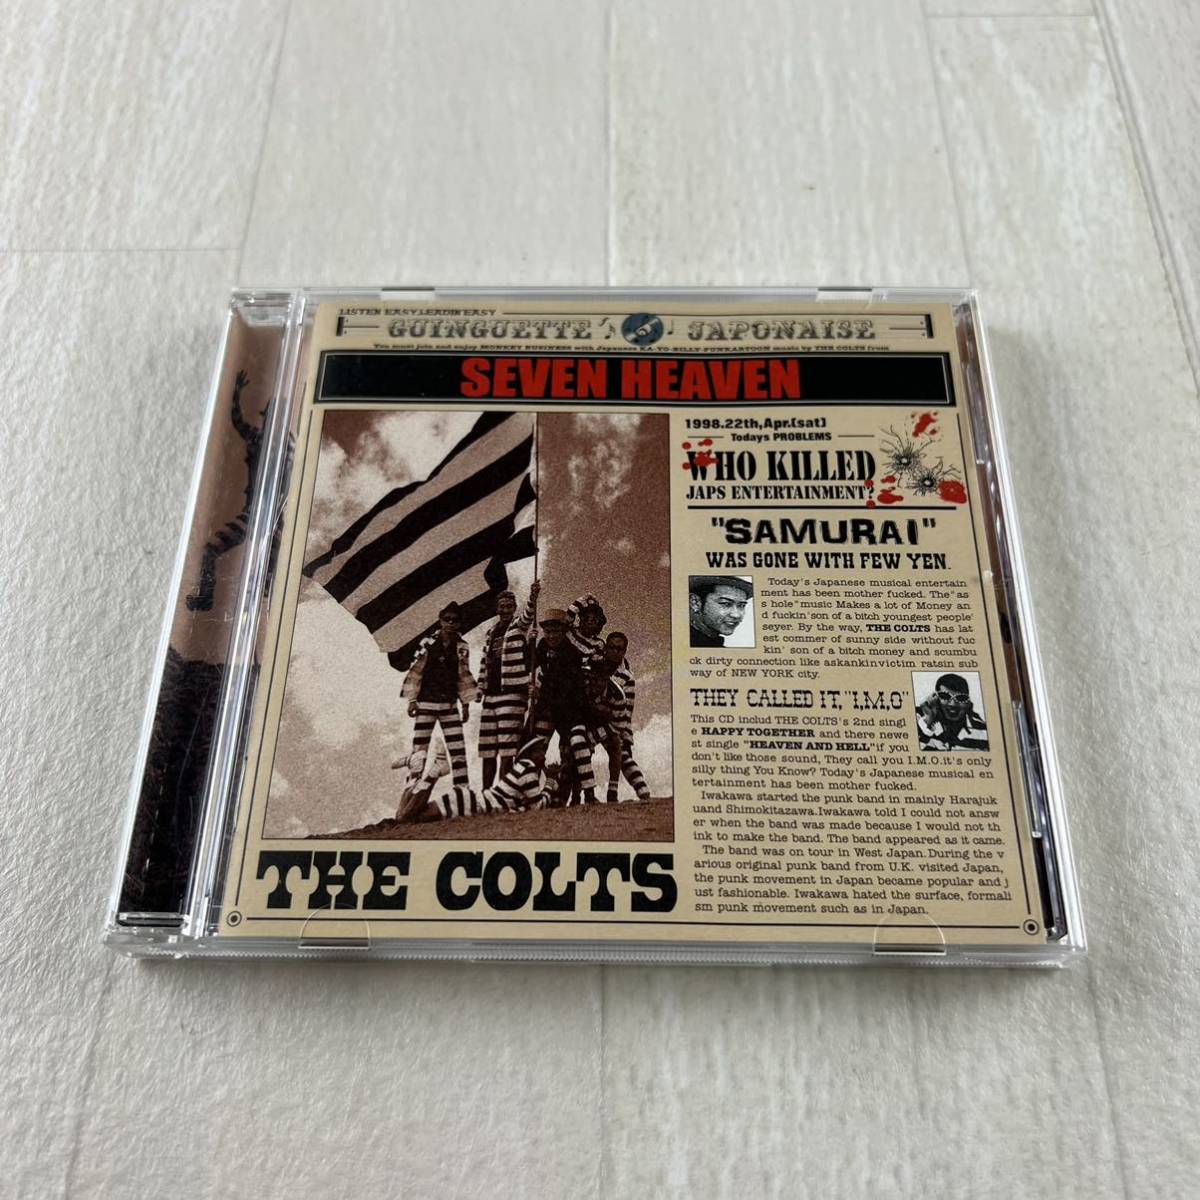 LISTEN EASY,LEADIN'EASY
GUINGUETTE JAPONAISE
You must join and enjoy MONKEY BUSINESS with Japanese KA-YO-BILLY-PUNKARTOON music by THE COLTS from
SEVEN HEAVEN
1998.22th,Apr.(sat)
Todays PROBLEMS
WHO KILLED
JAPS ENTERTAINMENT?
"SAMURAI"
WAS GONE WITH FEW YEN.
Today's Japanese musical entertain
ment has been mother fucked. The"as
s hole"music Makes a lot of Money an
d fuckin'son of a bitch youngest people'
seyer. By the way, THE COLTS has lat
est commer of sunny side without fuc
kin' son of a bitch money and scumbu
ck dirty connection like askankinvictim ratsin sub
way of NEW YORK city.
THEY CALLED IT,"I,M,O"
This CD includ THE COLTS's 2nd singl
e HAPPY TOGETHER and there newe
st single "HEAVEN AND HELL"if you
don't like those sound, They call you I.M.O.it's only
silly thing You Know? Today's Japanese musical en
tertainment has been mother fucked.
Iwakawa started the punk band in mainly Harajuk
uand Shimokitazawa.Iwakawa told I could not answ
er when the band was made because I would not th
ink to make the band. The band appeared as it came.
The band was on tour in West Japan.During the v
arious original punk band from U.K. visited Japan,
the punk movement in Japan became popular and j
ust fashionable. Iwakawa hated the surface, formali
sm punk movement such as in Japan.
THE COLTS